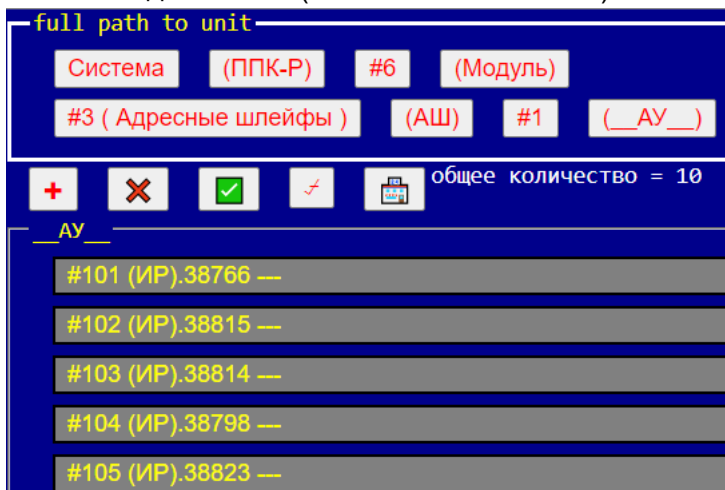 full path to unit
Система (ППК-Р) #6 (Модуль)
#3 ( Адресные шлейфы ) (АШ) #1 (__АУ__)
общее количество = 10
__АУ__
#101 (ИР).38766 ---
#102 (ИР).38815 ---
#103 (ИР).38814 ---
#104 (ИР).38798 ---
#105 (ИР).38823 ---